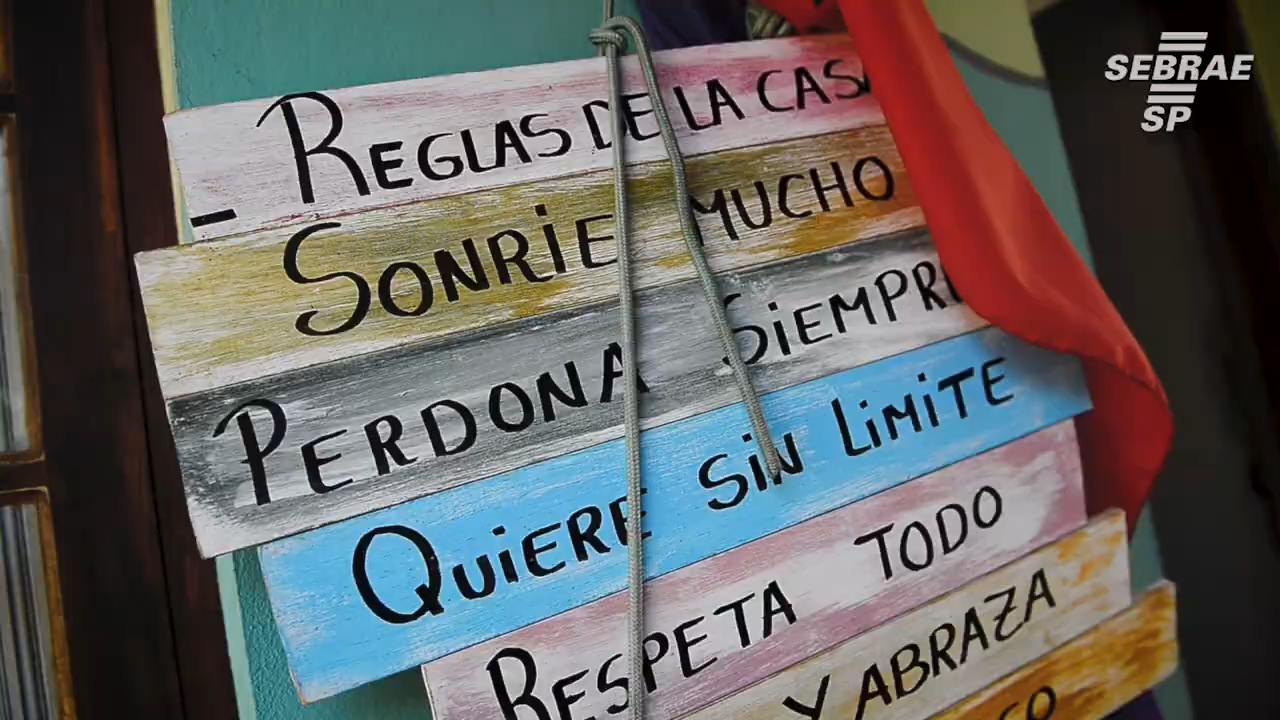 REGLAS DE LA CASA
SONRIE MUCHO
PERDONA SIEMPRE
QUIERE SIN LIMITE
RESPETA TODO
Y ABRAZA
SEBRAE
SP